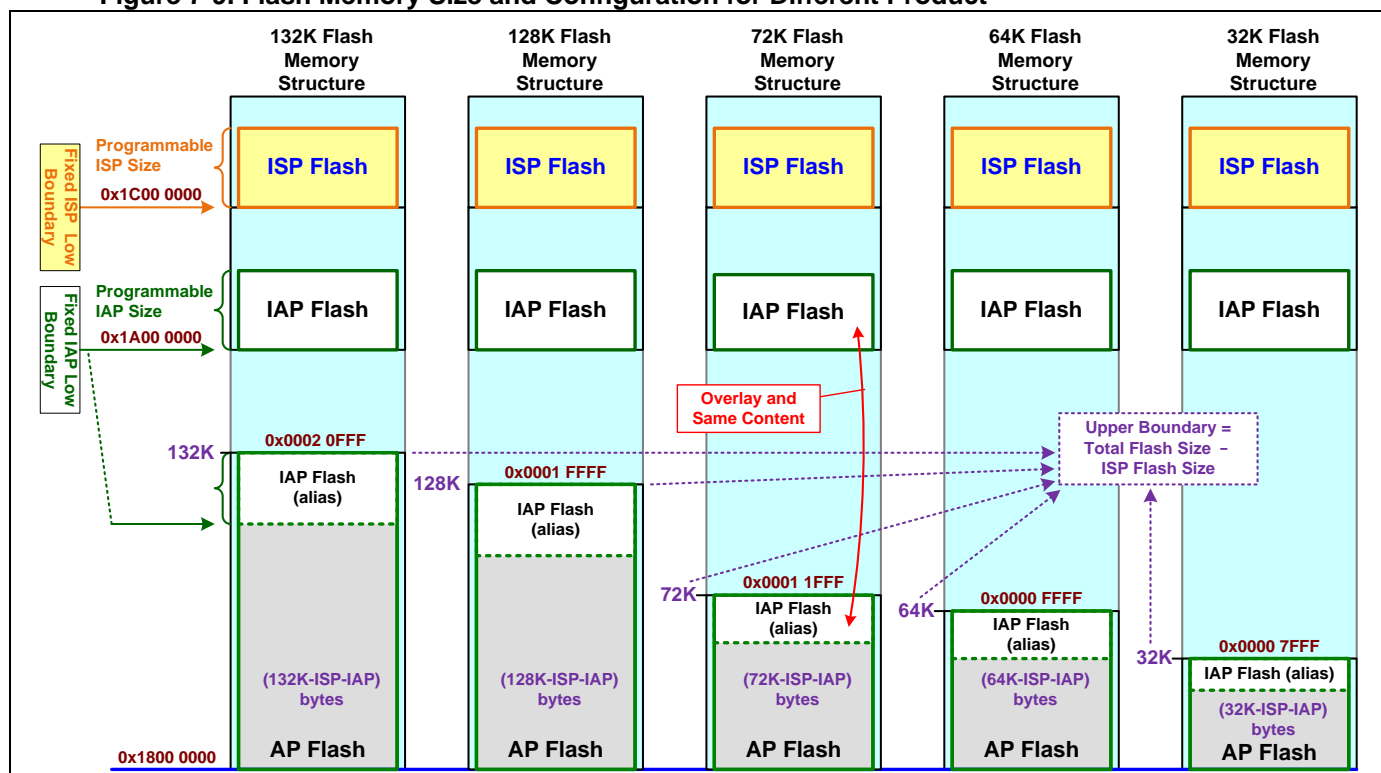 Figure 7-3. Flash Memory Size and Configuration for Different Product
132K Flash
Memory
Structure
128K Flash
Memory
Structure
72K Flash
Memory
Structure
64K Flash
Memory
Structure
32K Flash
Memory
Structure
Fixed ISP Low
Boundary
Programmable
ISP Size
0x1C00 0000
ISP Flash
ISP Flash
ISP Flash
ISP Flash
ISP Flash
Fixed IAP Low
Boundary
Programmable
IAP Size
0x1A00 0000
IAP Flash
IAP Flash
IAP Flash
IAP Flash
IAP Flash
Overlay and
Same Content
Upper Boundary =
Total Flash Size –
ISP Flash Size
132K
0x0002 0FFF
IAP Flash
(alias)
128K
0x0001 FFFF
IAP Flash
(alias)
72K
0x0001 1FFF
IAP Flash
(alias)
64K
0x0000 FFFF
IAP Flash
(alias)
32K
0x0000 7FFF
IAP Flash (alias)
(132K-ISP-IAP)
bytes
(128K-ISP-IAP)
bytes
(72K-ISP-IAP)
bytes
(64K-ISP-IAP)
bytes
(32K-ISP-IAP)
bytes
0x1800 0000
AP Flash
AP Flash
AP Flash
AP Flash
AP Flash